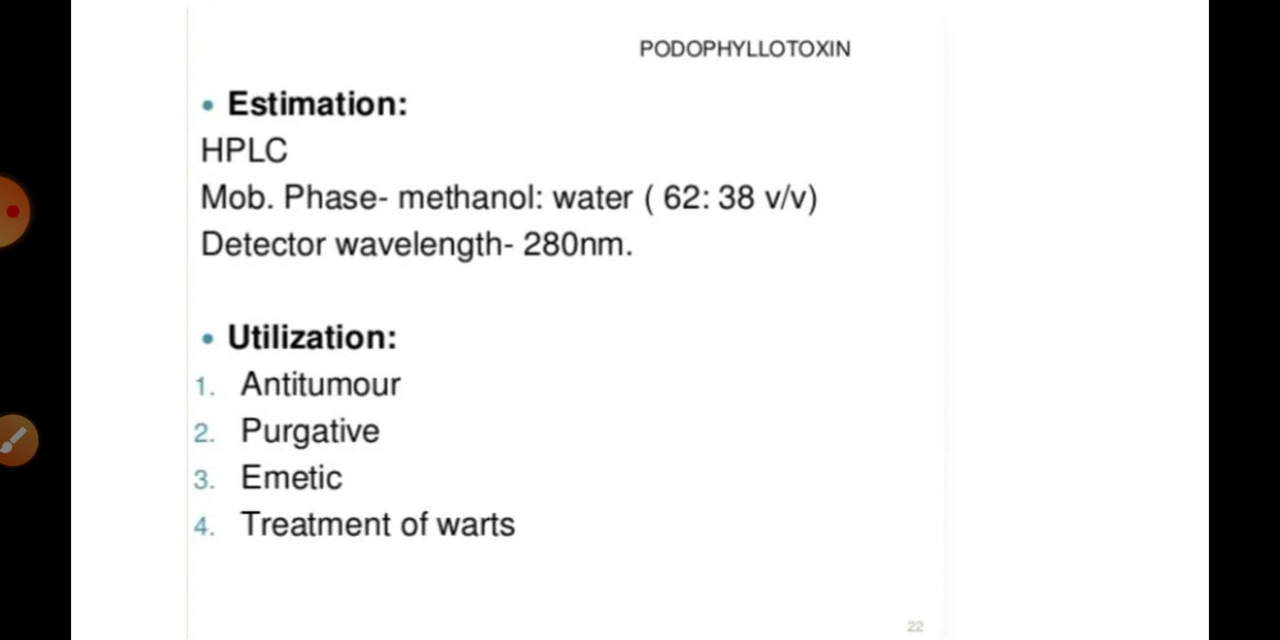 PODOPHYLLOTOXIN
• Estimation:
HPLC
Mob. Phase- methanol: water ( 62: 38 v/v)
Detector wavelength- 280nm.
• Utilization:
1. Antitumour
2. Purgative
3. Emetic
4. Treatment of warts
22